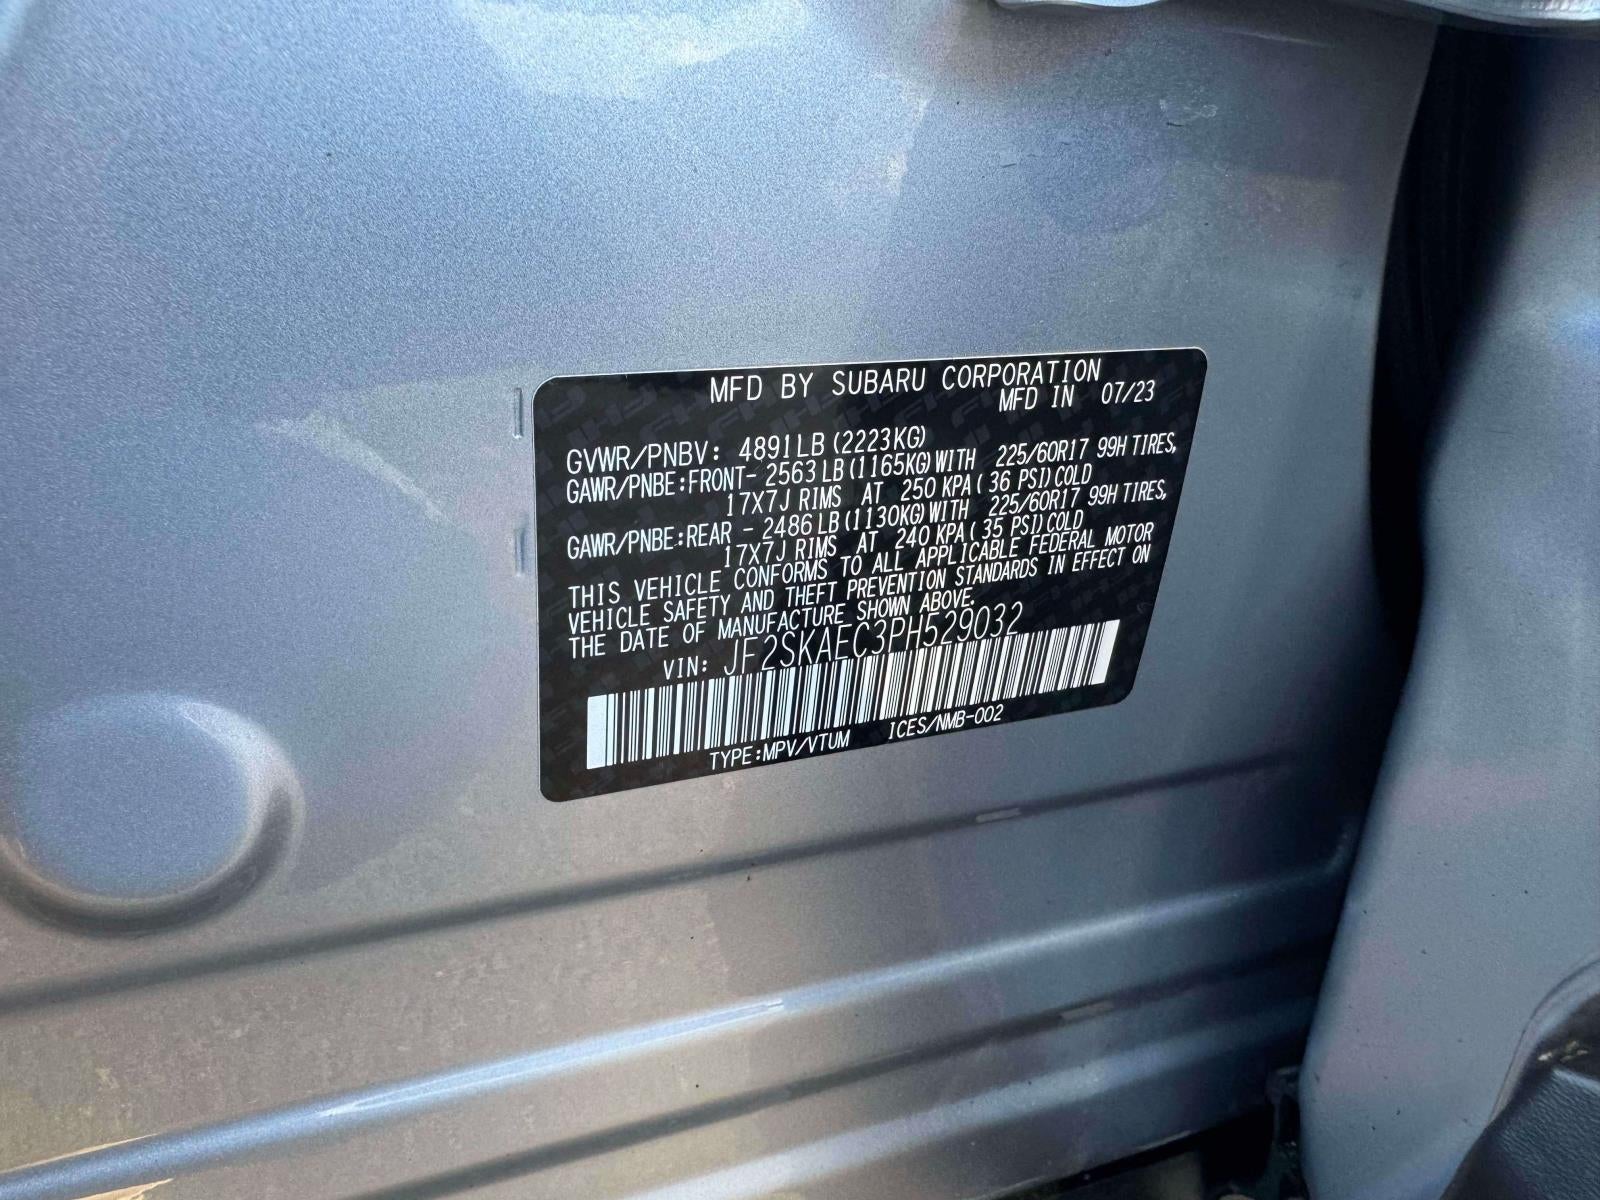 MFD BY SUBARU CORPORATION
MFD IN 07/23
GVWR/PNBV: 4891LB(2223KG)
GAWR/PNBE:FRONT- 2563LB(1165KG)WITH 225/60R17 99H TIRES,
17X7J RIMS AT 250 KPA( 36 PSI)COLD
GAWR/PNBE:REAR - 2486LB(1130KG)WITH 225/60R17 99H TIRES,
17X7J RIMS AT 240 KPA( 35 PSI)COLD
THIS VEHICLE CONFORMS TO ALL APPLICABLE FEDERAL MOTOR
VEHICLE SAFETY AND THEFT PREVENTION STANDARDS IN EFFECT ON
THE DATE OF MANUFACTURE SHOWN ABOVE.
VIN: JF2SKAEC3PH529032
TYPE:MPV/VTUM ICES/NMB-002